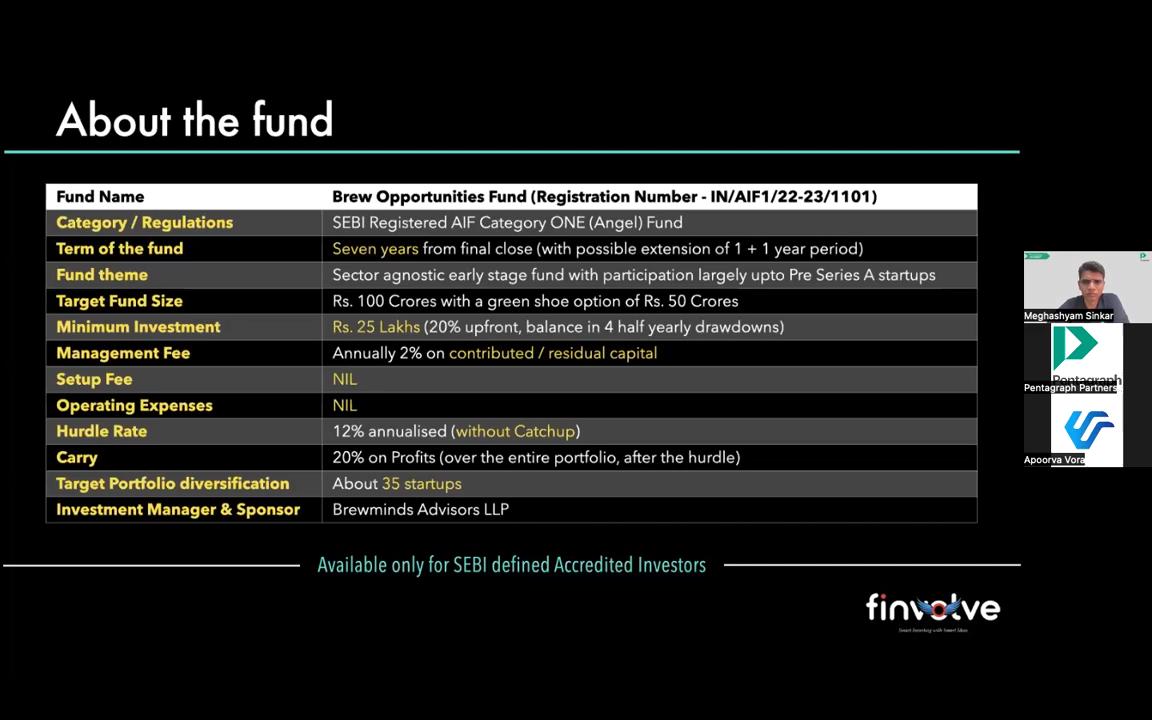 About the fund
Fund Name Brew Opportunities Fund (Registration Number - IN/AIF1/22-23/1101)
Category / Regulations SEBI Registered AIF Category ONE (Angel) Fund
Term of the fund Seven years from final close (with possible extension of 1 + 1 year period)
Fund theme Sector agnostic early stage fund with participation largely upto Pre Series A startups
Target Fund Size Rs. 100 Crores with a green shoe option of Rs. 50 Crores
Minimum Investment Rs. 25 Lakhs (20% upfront, balance in 4 half yearly drawdowns)
Management Fee Annually 2% on contributed / residual capital
Setup Fee NIL
Operating Expenses NIL
Hurdle Rate 12% annualised (without Catchup)
Carry 20% on Profits (over the entire portfolio, after the hurdle)
Target Portfolio diversification About 35 startups
Investment Manager & Sponsor Brewminds Advisors LLP
Available only for SEBI defined Accredited Investors
finvolve
Smart Investing with Smart Ideas
Meghashyam Sinkar
Pentagraph
Pentagraph Partners
Apoorva Vora